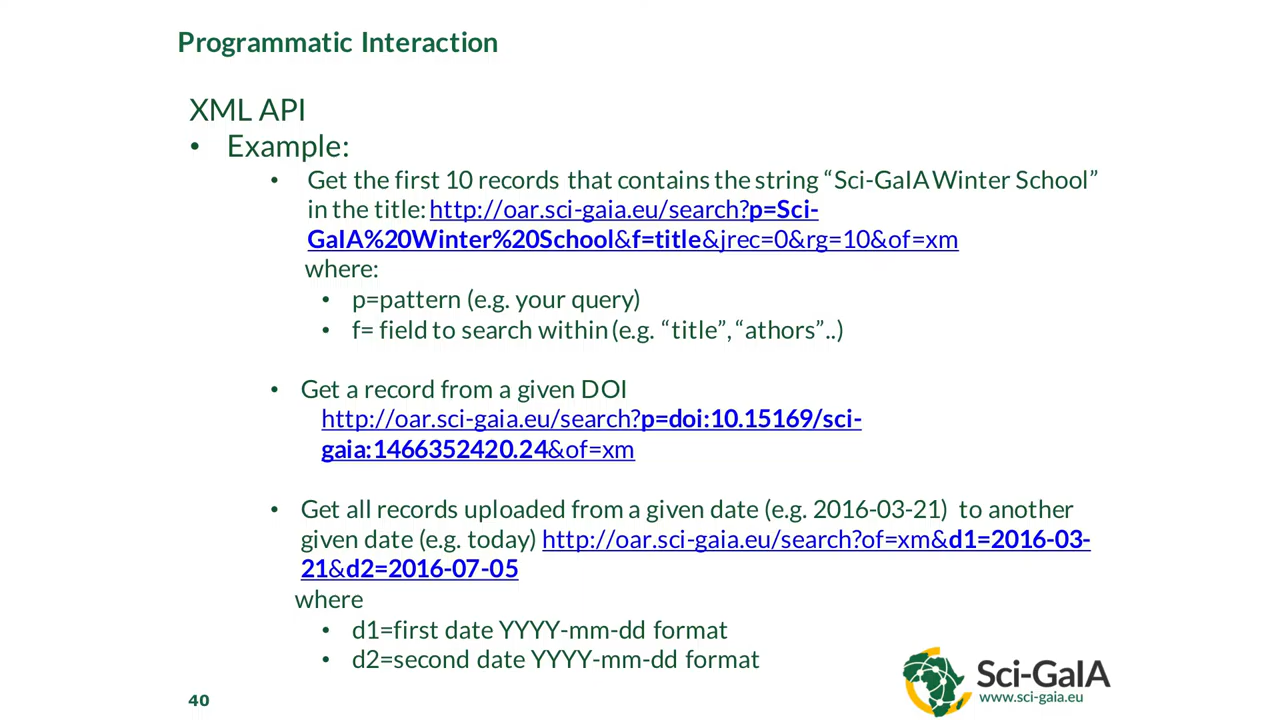 Programmatic Interaction
XML API
• Example:
• Get the first 10 records that contains the string “Sci-GaIA Winter School”
in the title: http://oar.sci-gaia.eu/search?p=Sci-
GaIA%20Winter%20School&f=title&jrec=0&rg=10&of=xm
where:
• p=pattern (e.g. your query)
• f= field to search within (e.g. “title”, “athors”..)
• Get a record from a given DOI
http://oar.sci-gaia.eu/search?p=doi:10.15169/sci-
gaia:1466352420.24&of=xm
• Get all records uploaded from a given date (e.g. 2016-03-21) to another
given date (e.g. today) http://oar.sci-gaia.eu/search?of=xm&d1=2016-03-
21&d2=2016-07-05
where
• d1=first date YYYY-mm-dd format
• d2=second date YYYY-mm-dd format
Sci-GaIA
www.sci-gaia.eu
40